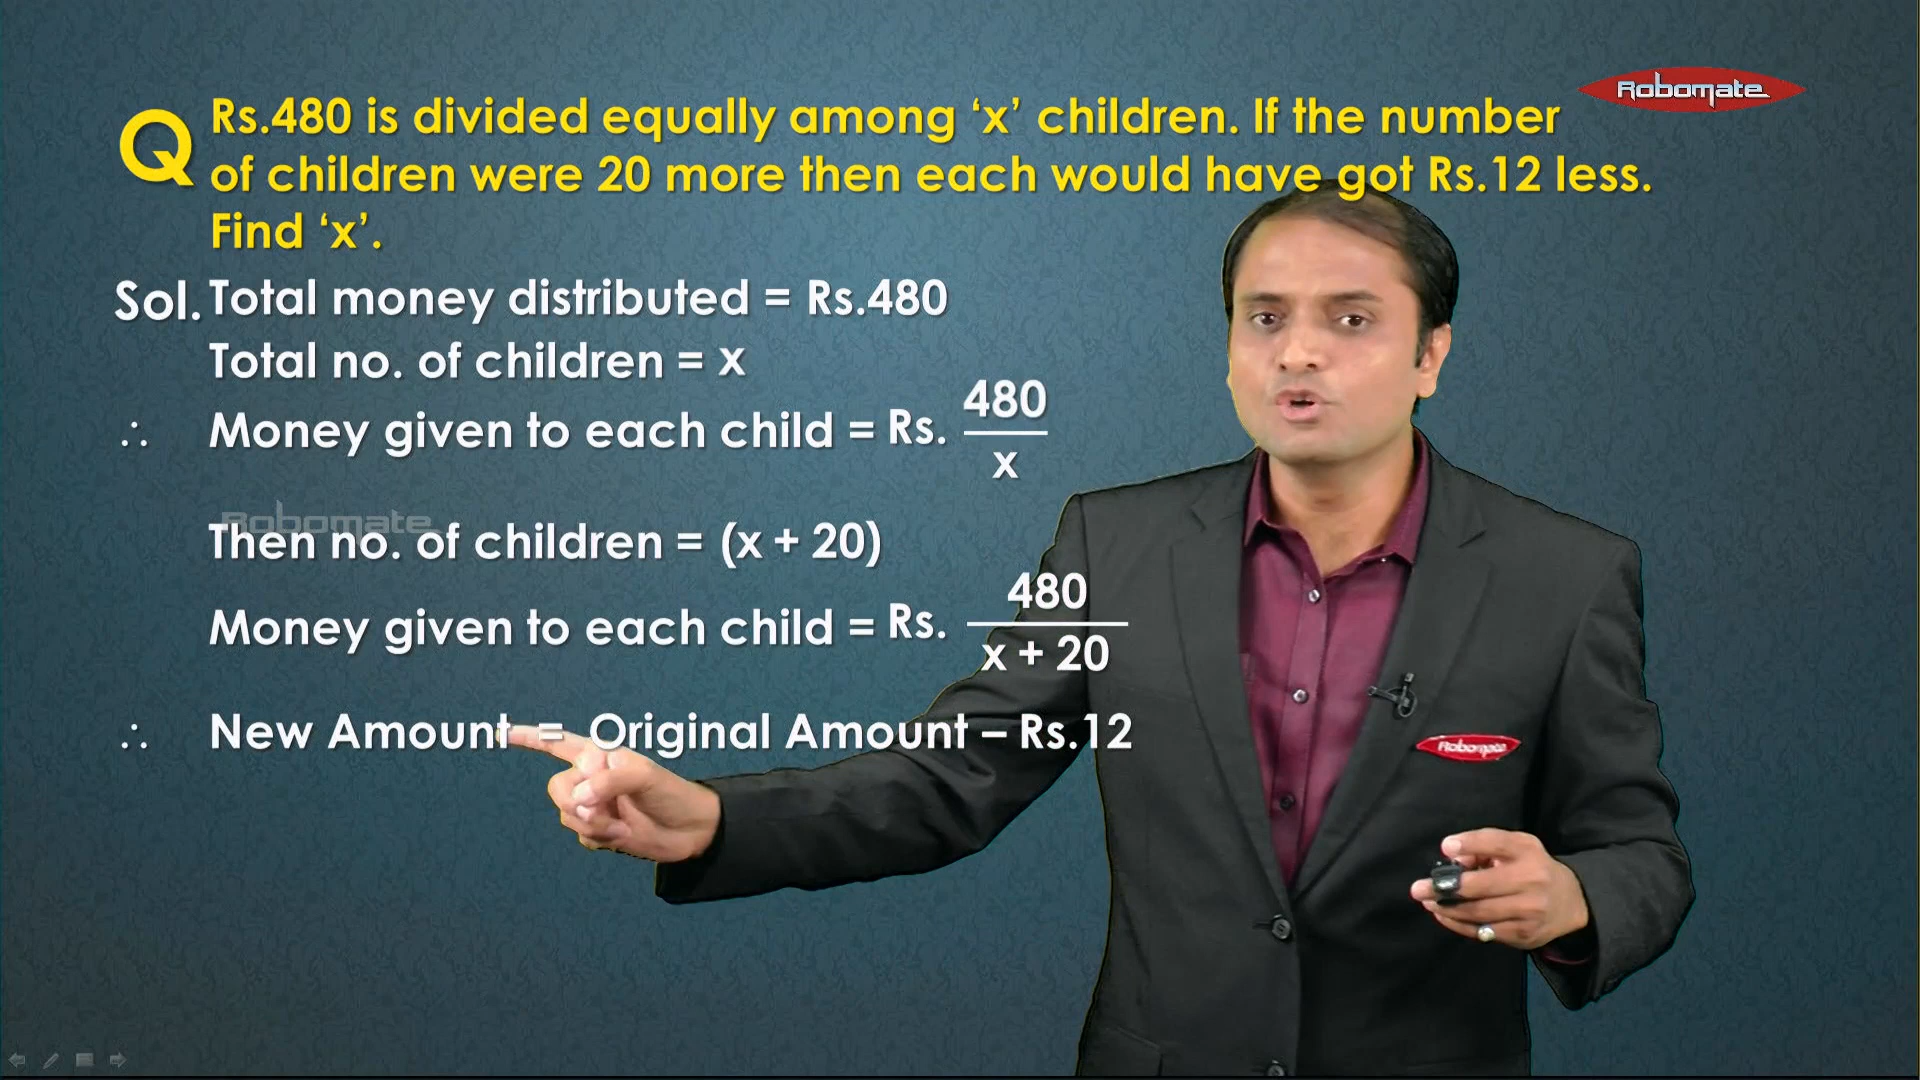 Robomate
Q Rs.480 is divided equally among ‘x’ children. If the number
of children were 20 more then each would have got Rs.12 less.
Find ‘x’.
Sol. Total money distributed = Rs.480
Total no. of children = x
∴ Money given to each child = Rs. 480
x
Robomate
Then no. of children = (x + 20)
Money given to each child = Rs. 480
x + 20
∴ New Amount = Original Amount – Rs.12
Robomate